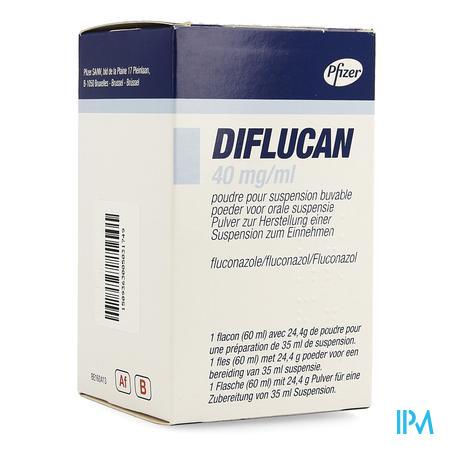 Pfizer SA/NV, bld de la Plaine 17 Pleinlaan,
B-1050 Bruxelles - Brussel - Brüssel
Pfizer
DIFLUCAN
40 mg/ml
poudre pour suspension buvable
poeder voor orale suspensie
Pulver zur Herstellung einer
Suspension zum Einnehmen
fluconazole/fluconazol/Fluconazol
1 flacon (60 ml) avec 24,4g de poudre pour
une préparation de 35 ml de suspension.
1 fles (60 ml) met 24,4 g poeder voor een
bereiding van 35 ml suspensie.
1 Flasche (60 ml) mit 24,4 g Pulver für eine
Zubereitung von 35 ml Suspension.
BE160413
Af
B
IPM